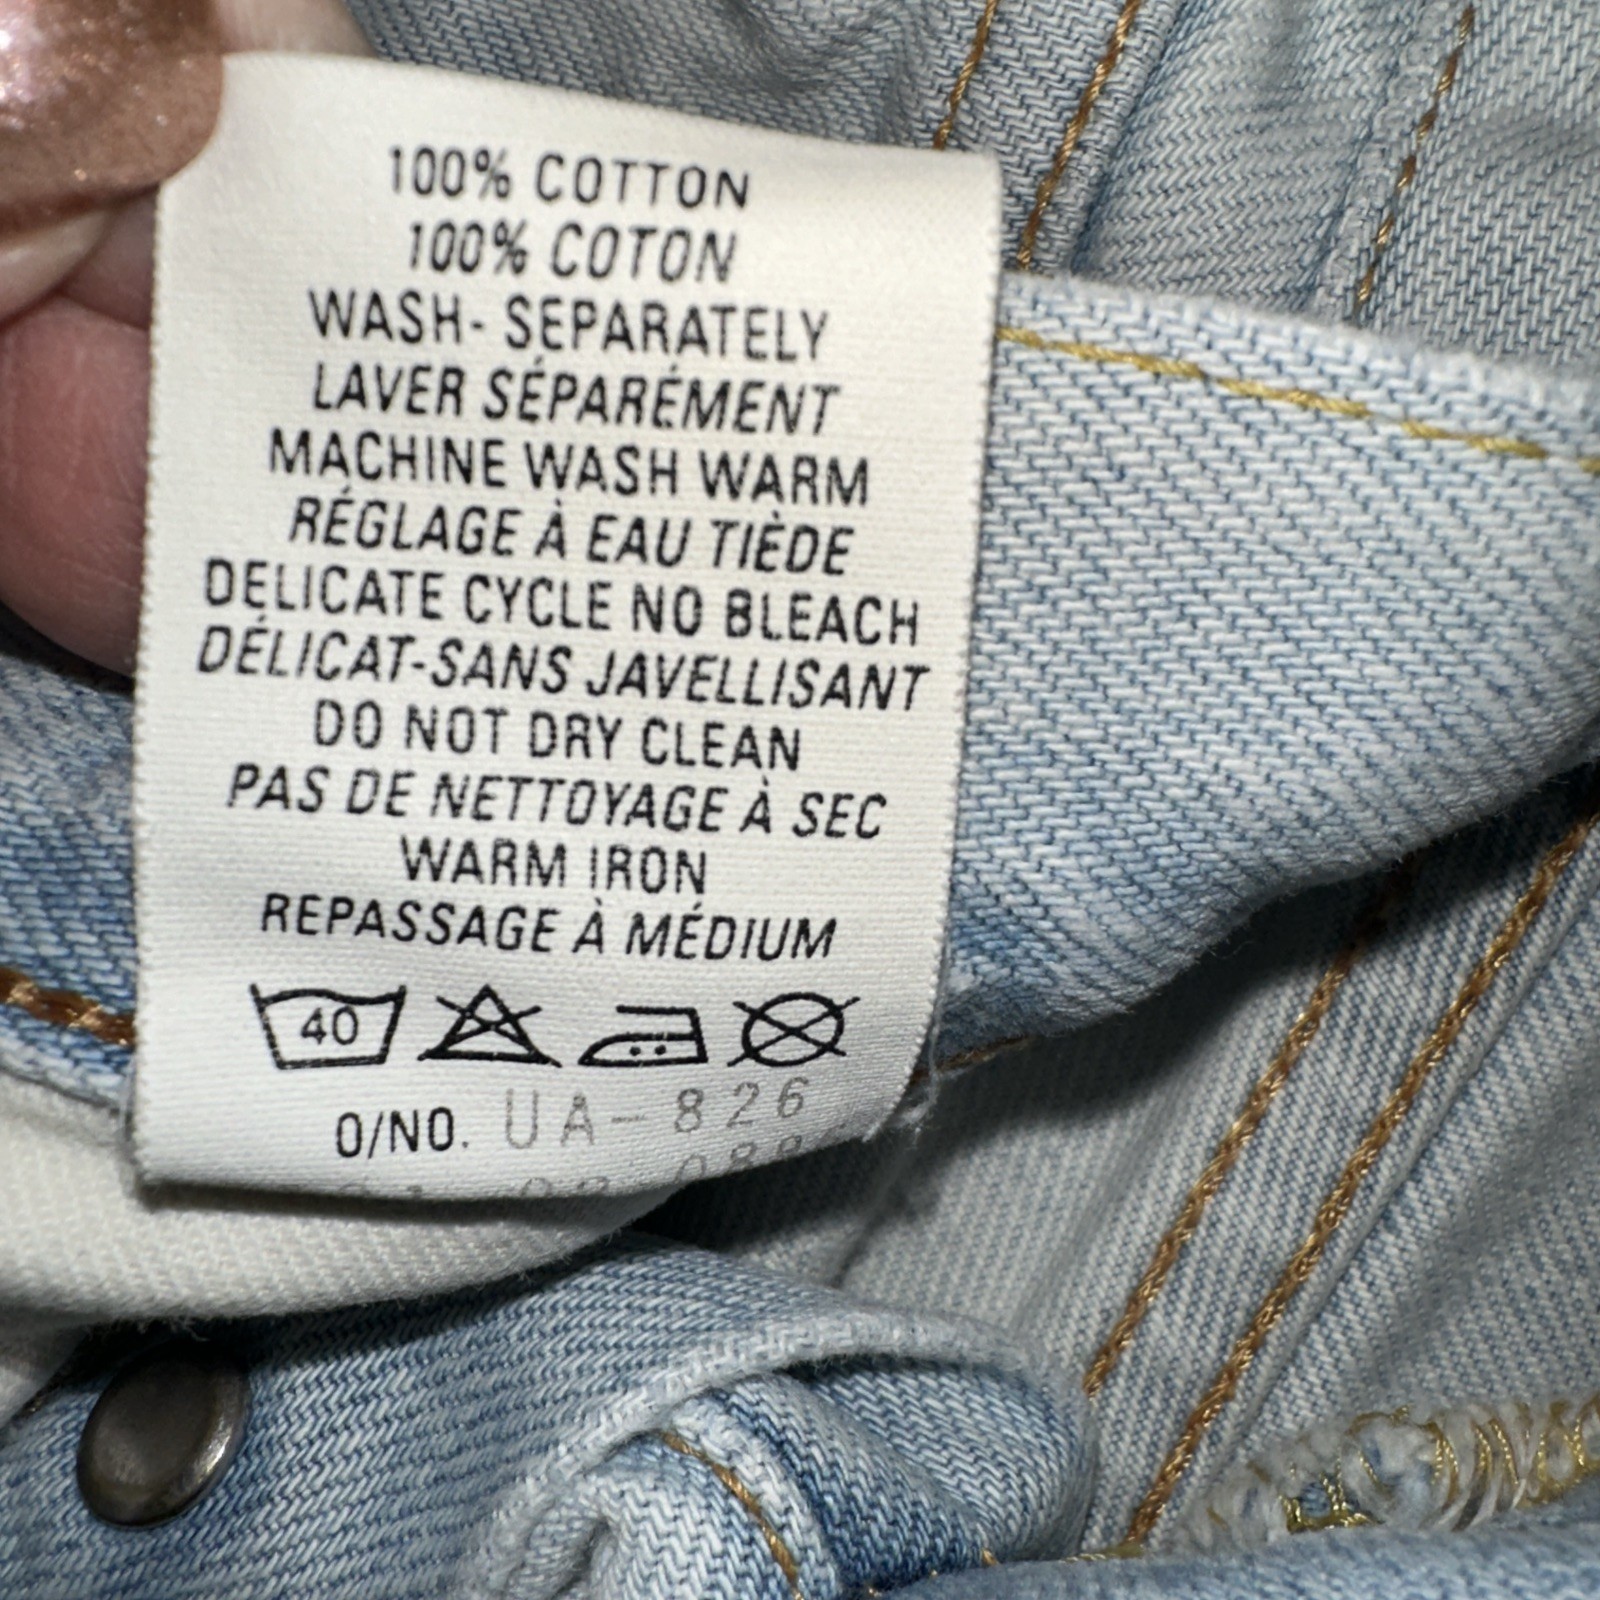 100% COTTON
100% COTON
WASH- SEPARATELY
LAVER SÉPARÉMENT
MACHINE WASH WARM
RÉGLAGE À EAU TIÈDE
DELICATE CYCLE NO BLEACH
DÉLICAT-SANS JAVELLISANT
DO NOT DRY CLEAN
PAS DE NETTOYAGE À SEC
WARM IRON
REPASSAGE À MÉDIUM
40
O/NO. UA-826